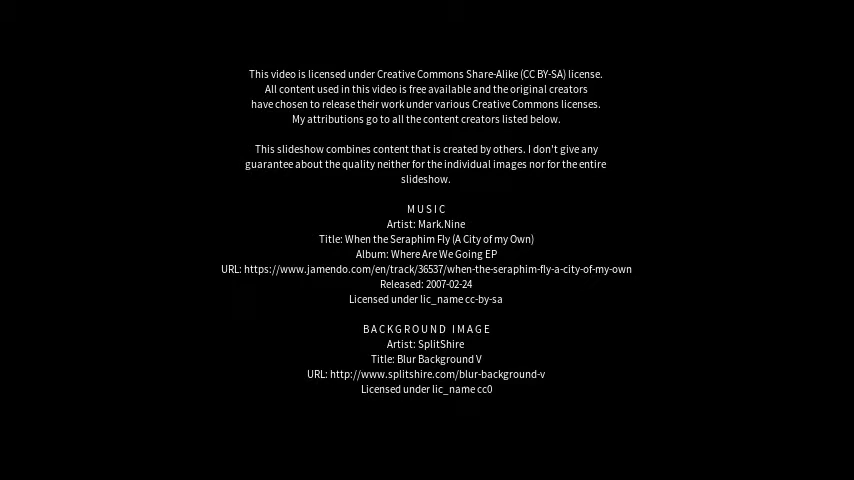 This video is licensed under Creative Commons Share-Alike (CC BY-SA) license.
All content used in this video is free available and the original creators
have chosen to release their work under various Creative Commons licenses.
My attributions go to all the content creators listed below.
This slideshow combines content that is created by others. I don't give any
guarantee about the quality neither for the individual images nor for the entire
slideshow.
MUSIC
Artist: Mark.Nine
Title: When the Seraphim Fly (A City of my Own)
Album: Where Are We Going EP
URL: https://www.jamendo.com/en/track/36537/when-the-seraphim-fly-a-city-of-my-own
Released: 2007-02-24
Licensed under lic_name cc-by-sa
BACKGROUND IMAGE
Artist: SplitShire
Title: Blur Background V
URL: http://www.splitshire.com/blur-background-v
Licensed under lic_name cc0